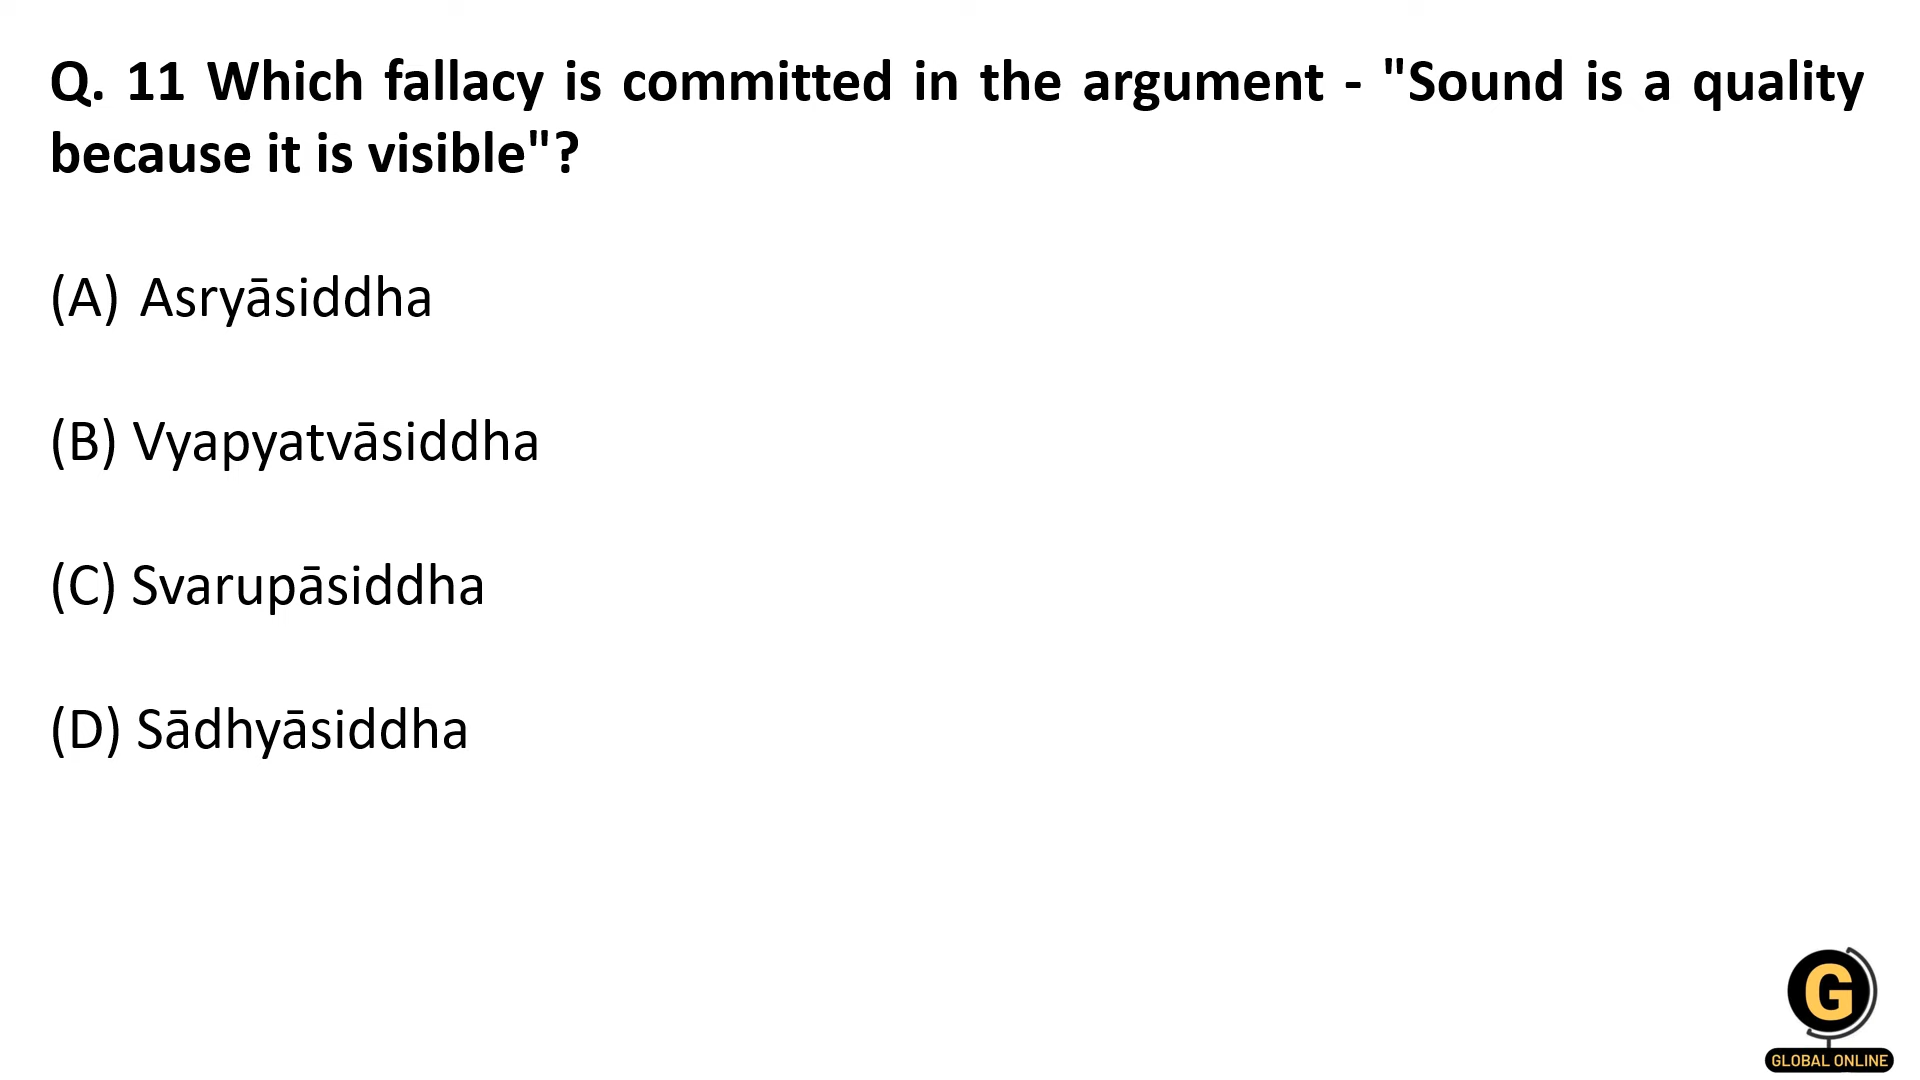 Q. 11 Which fallacy is committed in the argument - "Sound is a quality
because it is visible"?
(A) Asryāsiddha
(B) Vyapyatvāsiddha
(C) Svarupāsiddha
(D) Sādhyāsiddha
G
GLOBAL ONLINE